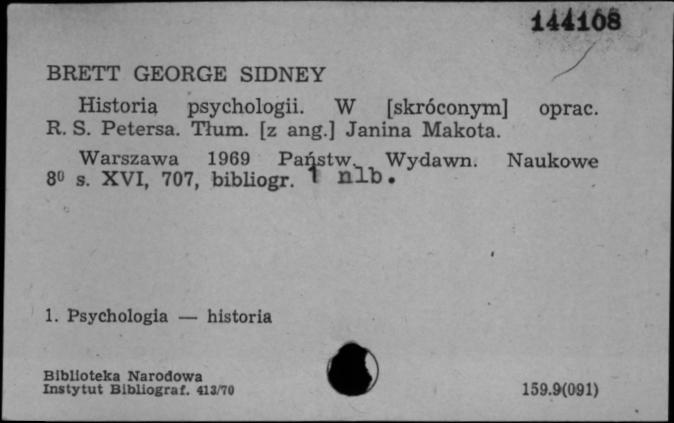 144108
BRETT GEORGE SIDNEY
Historia psychologii. W [skróconym] oprac.
R. S. Petersa. Tłum. [z ang.] Janina Makota.
Warszawa 1969 Państw. Wydawn. Naukowe
8⁰ s. XVI, 707, bibliogr. 1 nlb.
1. Psychologia — historia
Biblioteka Narodowa
Instytut Bibliograf. 413/70
159.9(091)